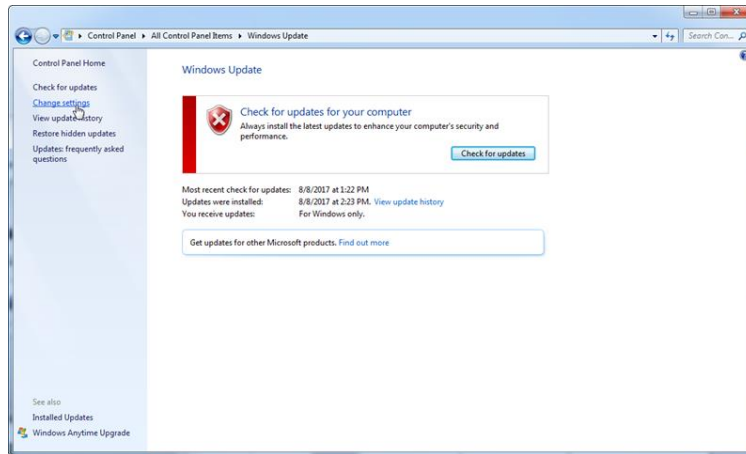 Control Panel ▸ All Control Panel Items ▸ Windows Update
Search Con...
Control Panel Home
Check for updates
Change settings
View update history
Restore hidden updates
Updates: frequently asked
questions
See also
Installed Updates
Windows Anytime Upgrade
Windows Update
Check for updates for your computer
Always install the latest updates to enhance your computer's security and
performance.
Check for updates
Most recent check for updates: 8/8/2017 at 1:22 PM
Updates were installed: 8/8/2017 at 2:23 PM. View update history
You receive updates: For Windows only.
Get updates for other Microsoft products. Find out more